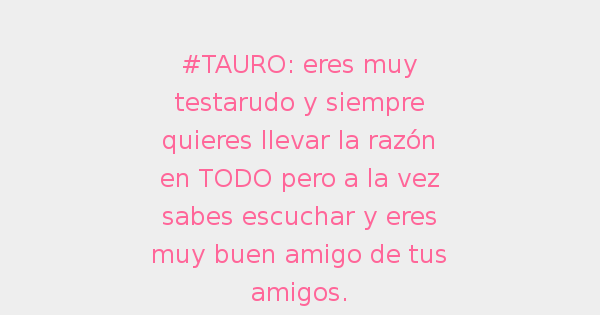 #TAURO: eres muy
testarudo y siempre
quieres llevar la razón
en TODO pero a la vez
sabes escuchar y eres
muy buen amigo de tus
amigos.